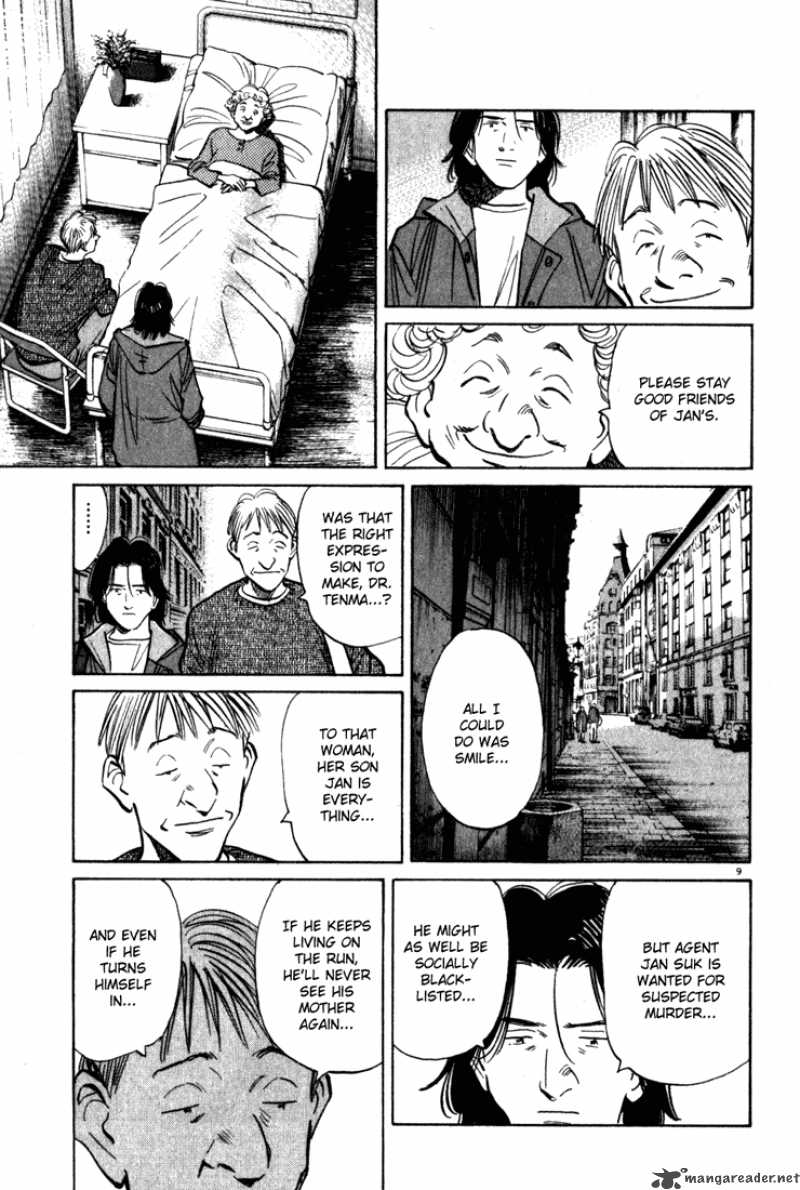 PLEASE STAY
GOOD FRIENDS
OF JAN'S.
ALL I
COULD
DO WAS
SMILE...
WAS THAT
THE RIGHT
EXPRES-
SION TO
MAKE, DR.
TENMA...?
......
TO THAT
WOMAN,
HER SON
JAN IS
EVERY-
THING...
9
BUT AGENT
JAN SUK IS
WANTED FOR
SUSPECTED
MURDER...
HE MIGHT
AS WELL BE
SOCIALLY
BLACK-
LISTED...
IF HE KEEPS
LIVING ON
THE RUN,
HE'LL NEVER
SEE HIS
MOTHER
AGAIN...
AND EVEN
IF HE
TURNS
HIMSELF
IN...
mangareader.net